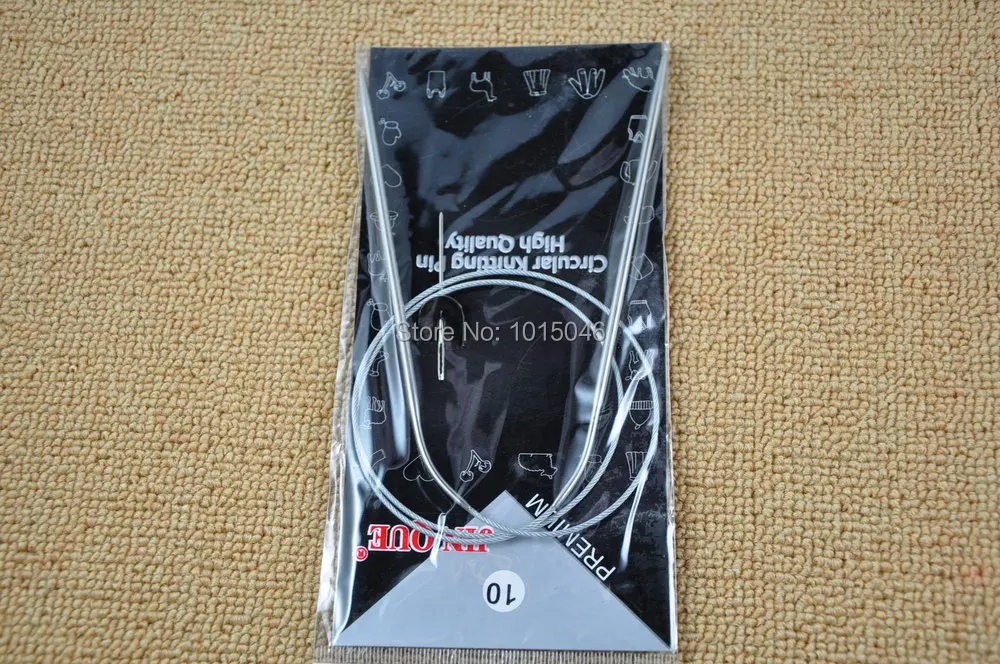 Circular Knitting Pin
High Quality
Store No: 1015046
PREMIUM
®
10